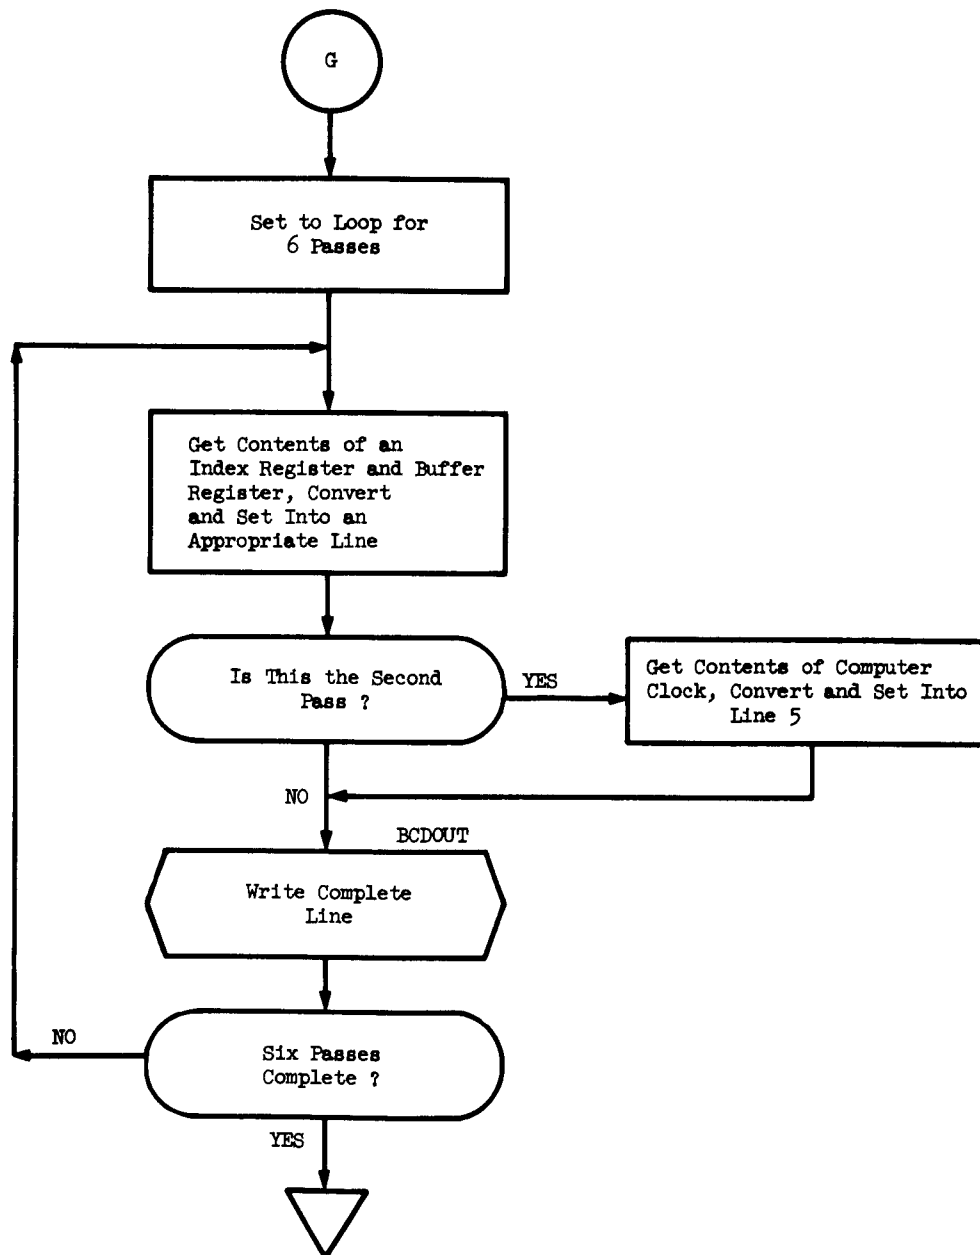 G
Set to Loop for
6 Passes
Get Contents of an
Index Register and Buffer
Register, Convert
and Set Into an
Appropriate Line
Is This the Second
Pass ?
YES
Get Contents of Computer
Clock, Convert and Set Into
Line 5
NO
BCDOUT
Write Complete
Line
NO
Six Passes
Complete ?
YES